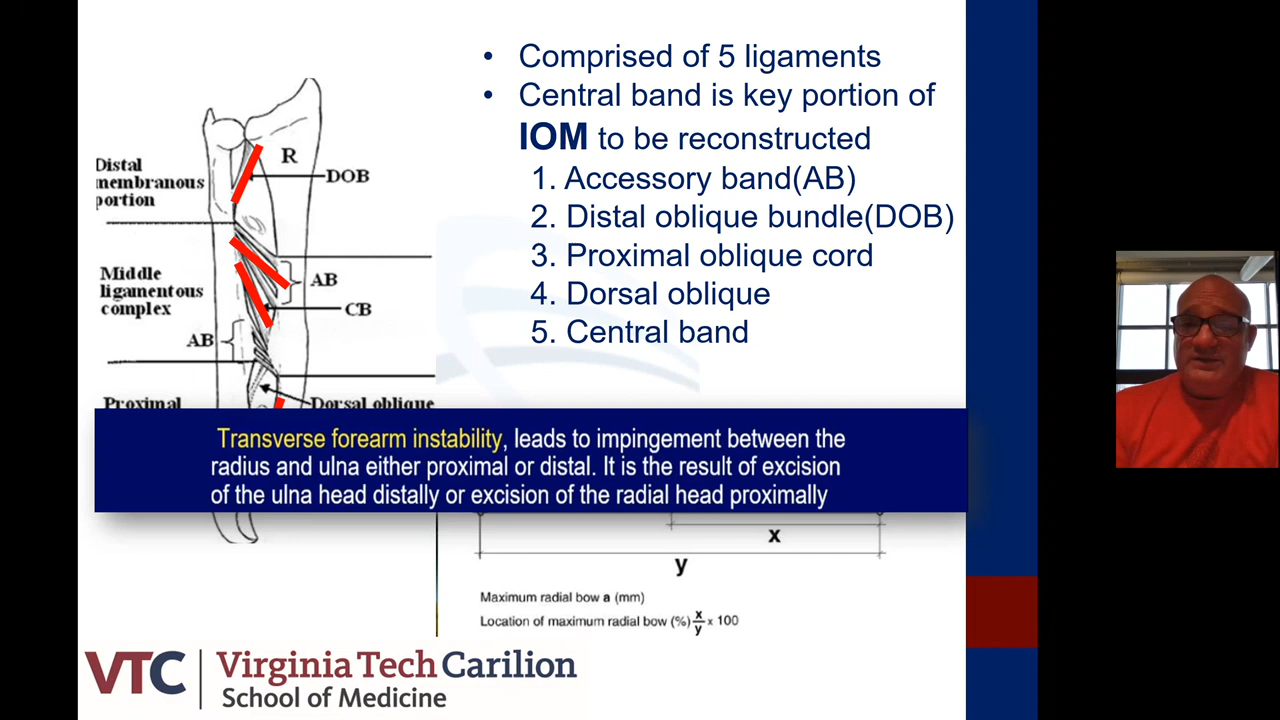 • Comprised of 5 ligaments
• Central band is key portion of
IOM to be reconstructed
1. Accessory band(AB)
2. Distal oblique bundle(DOB)
3. Proximal oblique cord
4. Dorsal oblique
5. Central band
Distal
membranous
portion
R
DOB
Middle
ligamentous
complex
AB
CB
AB
Proximal
Dorsal oblique
Transverse forearm instability, leads to impingement between the
radius and ulna either proximal or distal. It is the result of excision
of the ulna head distally or excision of the radial head proximally
x
y
Maximum radial bow a (mm)
Location of maximum radial bow (%) x/y x 100
VTC Virginia Tech Carilion
School of Medicine